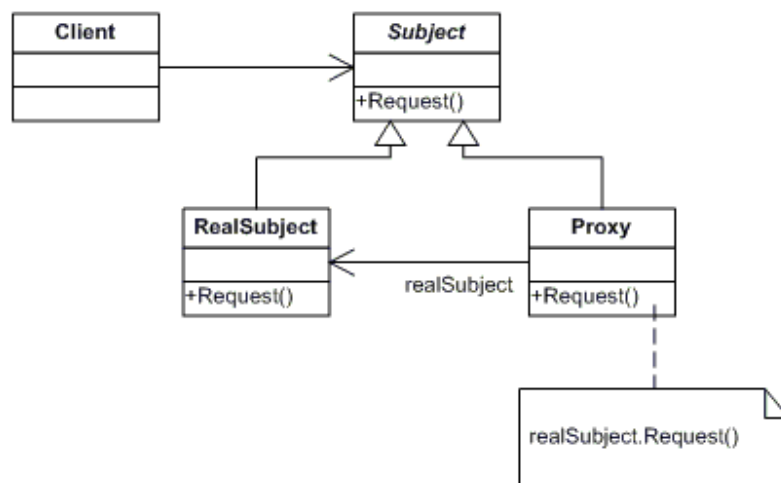 Client
Subject
+Request()
RealSubject
+Request()
Proxy
+Request()
realSubject
realSubject.Request()